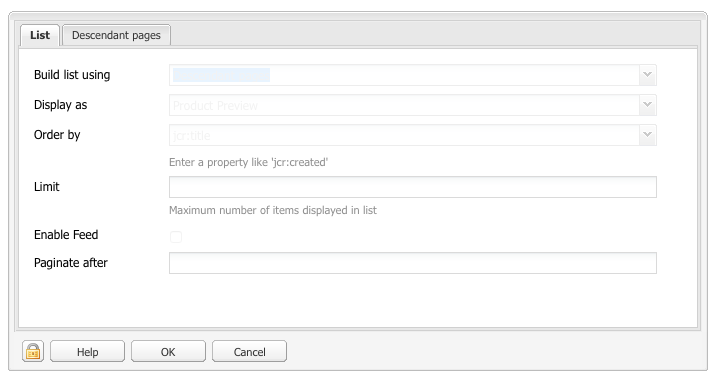 List
Descendant pages
Build list using
Display as
Product Preview
Order by
jcr:title
Enter a property like 'jcr:created'
Limit
Maximum number of items displayed in list
Enable Feed
Paginate after
Help
OK
Cancel